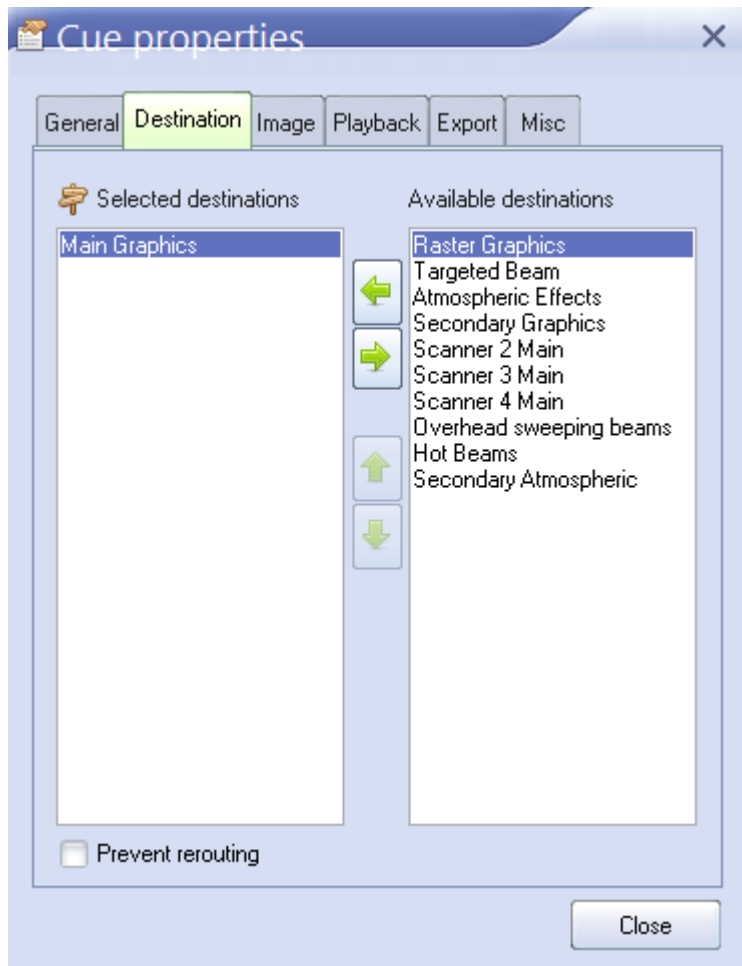 Cue properties
General Destination Image Playback Export Misc
Selected destinations
Main Graphics
Available destinations
Raster Graphics
Targeted Beam
Atmospheric Effects
Secondary Graphics
Scanner 2 Main
Scanner 3 Main
Scanner 4 Main
Overhead sweeping beams
Hot Beams
Secondary Atmospheric
Prevent rerouting
Close